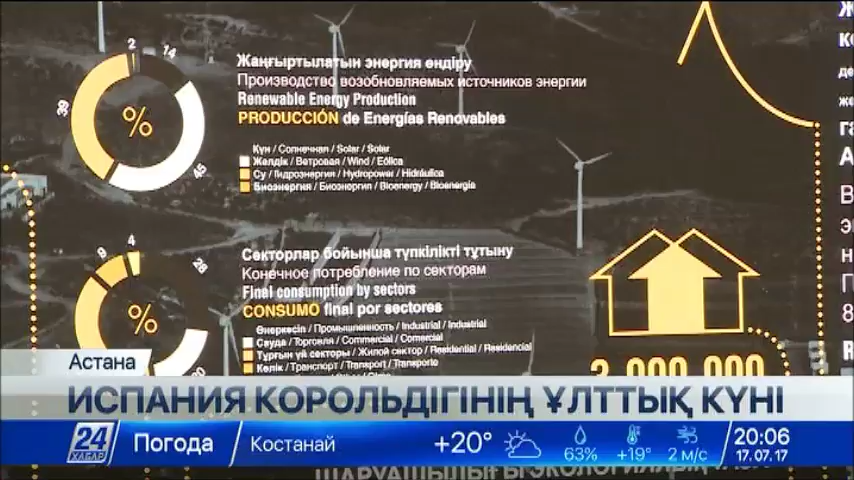 2
14
39
45
%
Жаңғыртылатын энергия өндіру
Производство возобновляемых источников энергии
Renewable Energy Production
PRODUCCIÓN de Energías Renovables
Күн / Солнечная / Solar / Solar
Желдік / Ветровая / Wind / Eólica
Су / Гидроэнергия / Hydropower / Hidráulica
Биоэнергия / Биоэнергия / Bioenergy / Bioenergía
4
9
28
%
Секторлар бойынша түпкілікті тұтыну
Конечное потребление по секторам
Final consumption by sectors
CONSUMO final por sectores
Өнеркәсіп / Промышленность / Industrial / Industrial
Сауда / Торговля / Commercial / Comercial
Тұрғын үй секторы / Жилой сектор / Residential / Residencial
Көлік / Транспорт / Transport / Transporte
Астана
ИСПАНИЯ КОРОЛЬДІГІНІҢ ҰЛТТЫҚ КҮНІ
24
ХАБАР
Погода
Костанай
+20°
63%
+19°
2 м/с
20:06
17.07.17